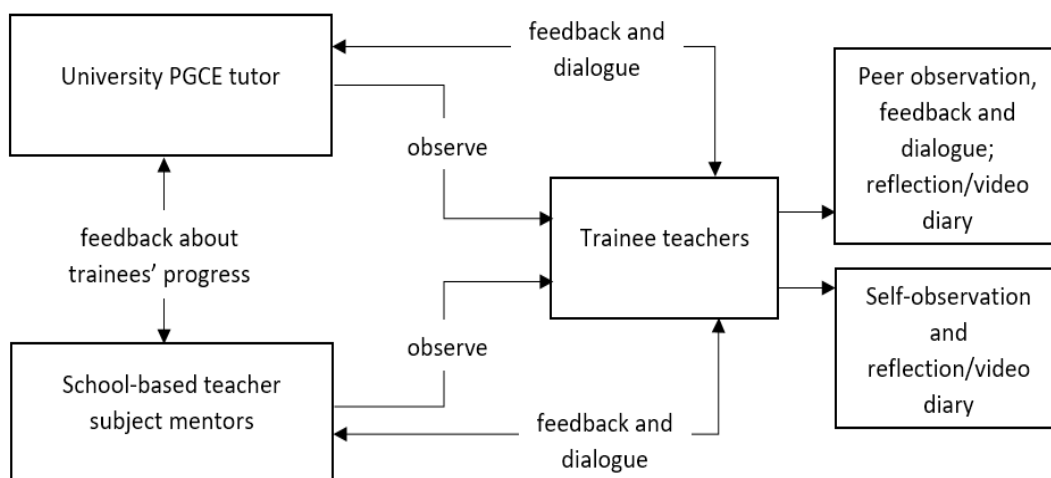 University PGCE tutor
feedback and
dialogue
observe
Peer observation,
feedback and
dialogue;
reflection/video
diary
feedback about
trainees’ progress
Trainee teachers
School-based teacher
subject mentors
observe
feedback and
dialogue
Self-observation
and
reflection/video
diary